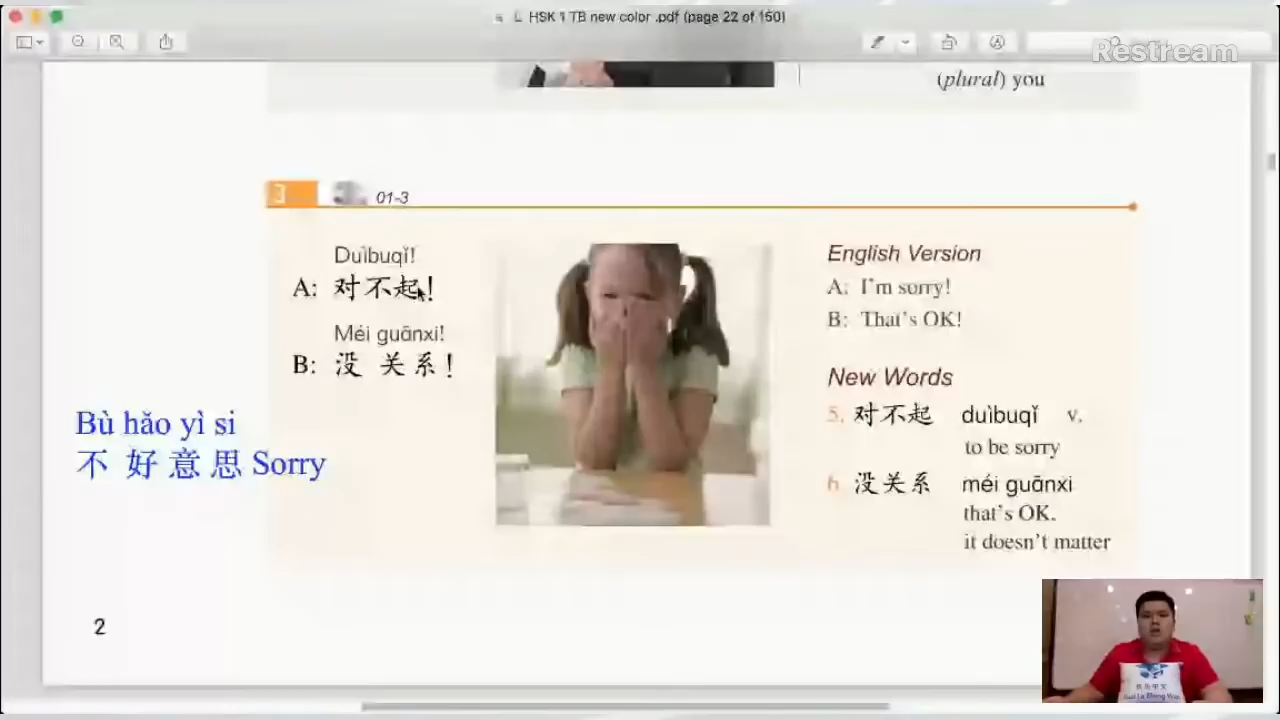 L HSK 1 TB new color .pdf (page 22 of 160)
Restream
(plural) you
3
01-3
Duìbuqǐ!
A: 对不起!
Méi guānxi!
B: 没 关系!
Bù hǎo yì si
不 好 意 思 Sorry
English Version
A: I'm sorry!
B: That's OK!
New Words
5. 对不起 duìbuqǐ v.
to be sorry
6. 没关系 méi guānxi
that's OK.
it doesn't matter
2